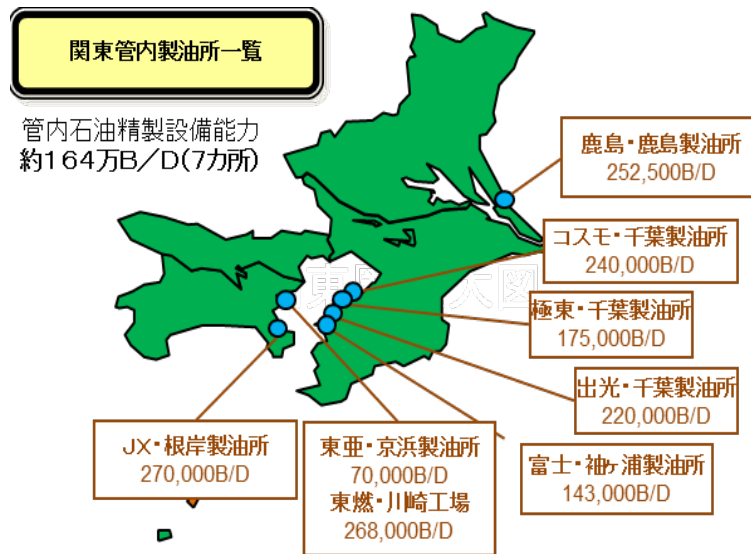 関東管内製油所一覧
管内石油精製設備能力
約164万B/D(7カ所)
鹿島・鹿島製油所
252,500B/D
コスモ・千葉製油所
240,000B/D
極東・千葉製油所
175,000B/D
出光・千葉製油所
220,000B/D
富士・袖ヶ浦製油所
143,000B/D
JX・根岸製油所
270,000B/D
東亜・京浜製油所
70,000B/D
東燃・川崎工場
268,000B/D